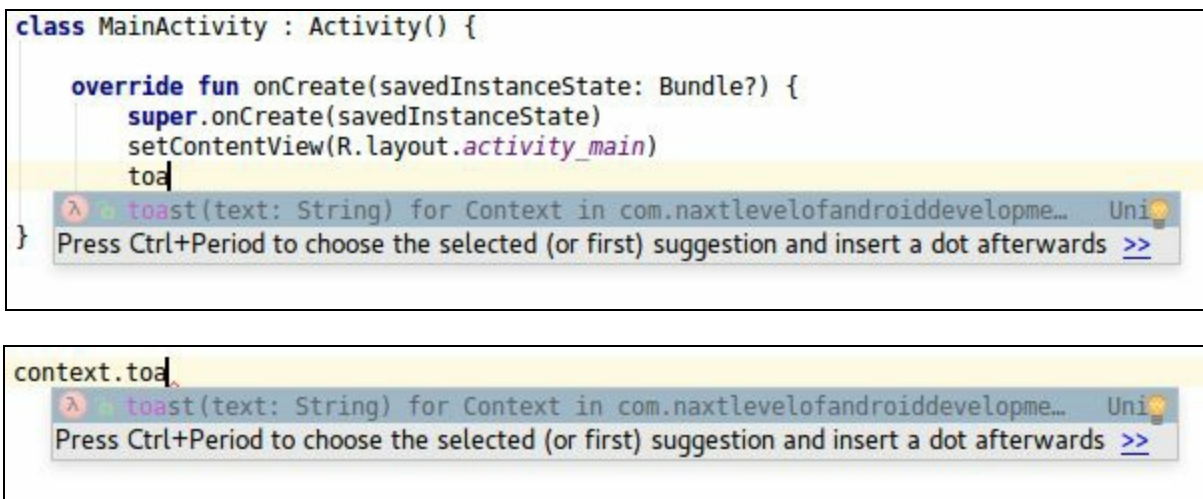 class MainActivity : Activity() {
override fun onCreate(savedInstanceState: Bundle?) {
super.onCreate(savedInstanceState)
setContentView(R.layout.activity_main)
toa
λ toast(text: String) for Context in com.naxtlevelofandroiddevelopme… Uni
} Press Ctrl+Period to choose the selected (or first) suggestion and insert a dot afterwards >>
context.toa
λ toast(text: String) for Context in com.naxtlevelofandroiddevelopme… Uni
Press Ctrl+Period to choose the selected (or first) suggestion and insert a dot afterwards >>